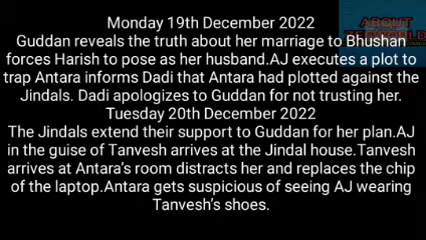 ABOUT
Monday 19th December 2022
Guddan reveals the truth about her marriage to Bhushan
forces Harish to pose as her husband.AJ executes a plot to
trap Antara informs Dadi that Antara had plotted against the
Jindals. Dadi apologizes to Guddan for not trusting her.
Tuesday 20th December 2022
The Jindals extend their support to Guddan for her plan.AJ
in the guise of Tanvesh arrives at the Jindal house.Tanvesh
arrives at Antara's room distracts her and replaces the chip
of the laptop.Antara gets suspicious of seeing AJ wearing
Tanvesh's shoes.